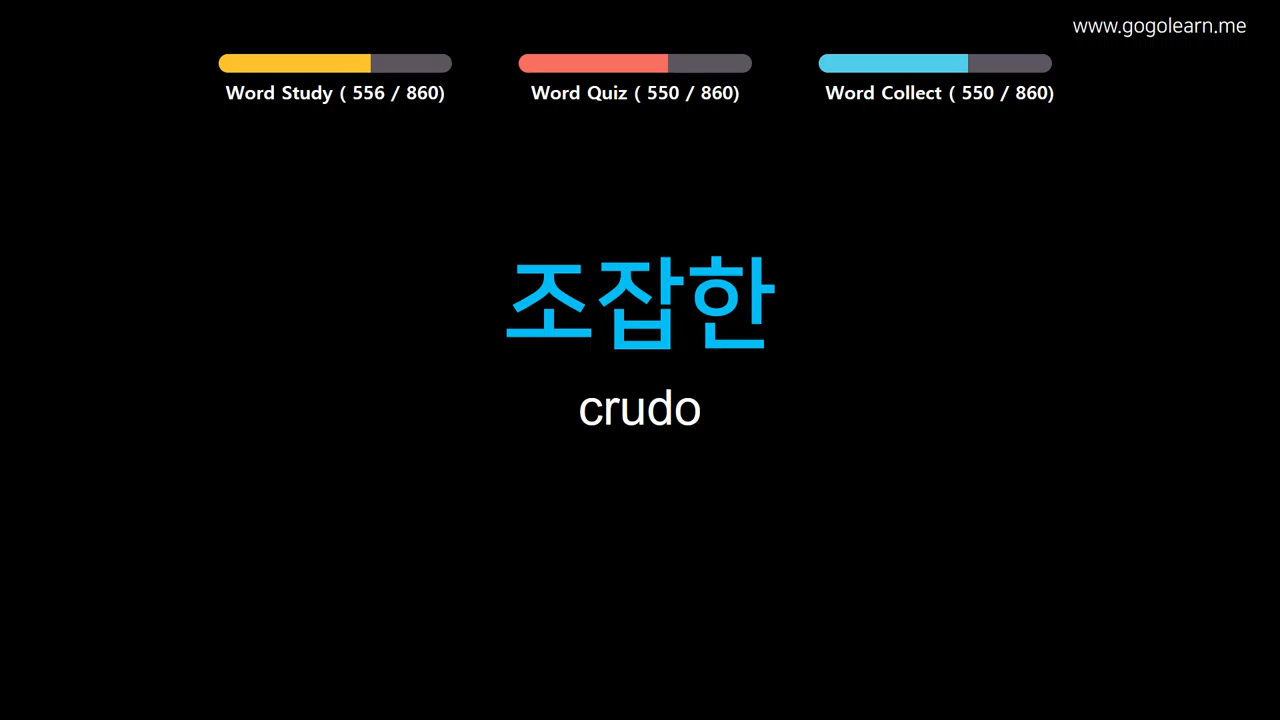 www.gogolearn.me
Word Study ( 556 / 860)
Word Quiz ( 550 / 860)
Word Collect ( 550 / 860)
조잡한
crudo